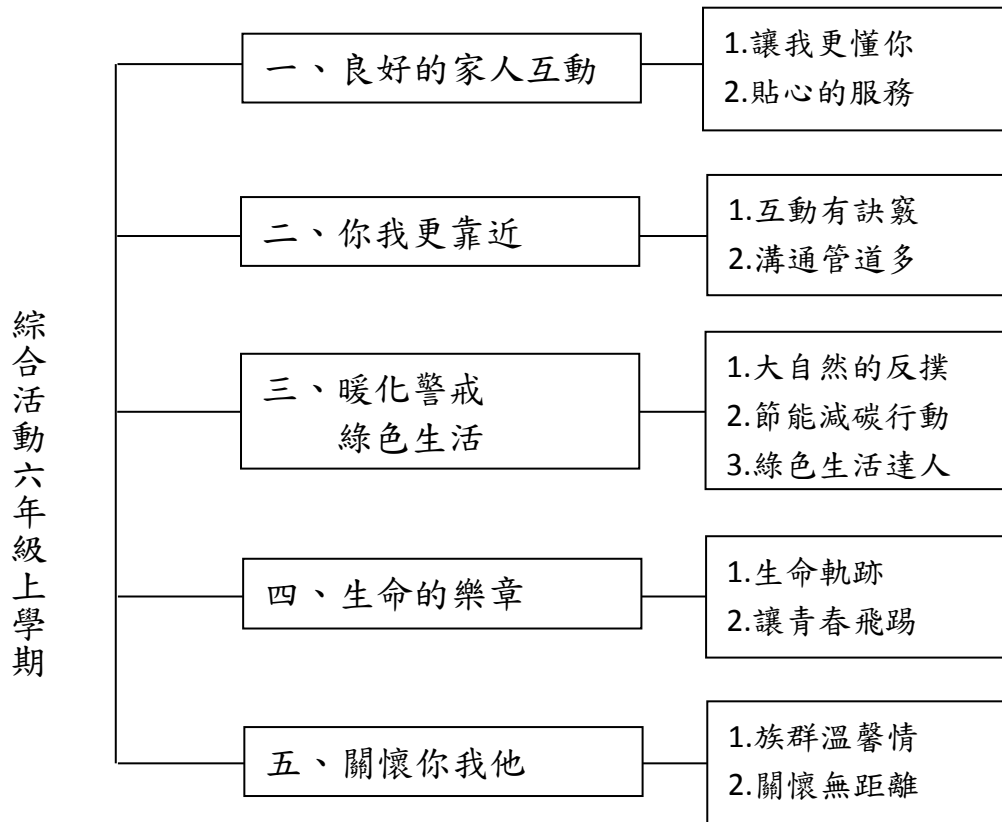 綜合活動六年級上學期
一、良好的家人互動
1.讓我更懂你
2.貼心的服務
二、你我更靠近
1.互動有訣竅
2.溝通管道多
三、暖化警戒
綠色生活
1.大自然的反撲
2.節能減碳行動
3.綠色生活達人
四、生命的樂章
1.生命軌跡
2.讓青春飛踢
五、關懷你我他
1.族群溫馨情
2.關懷無距離